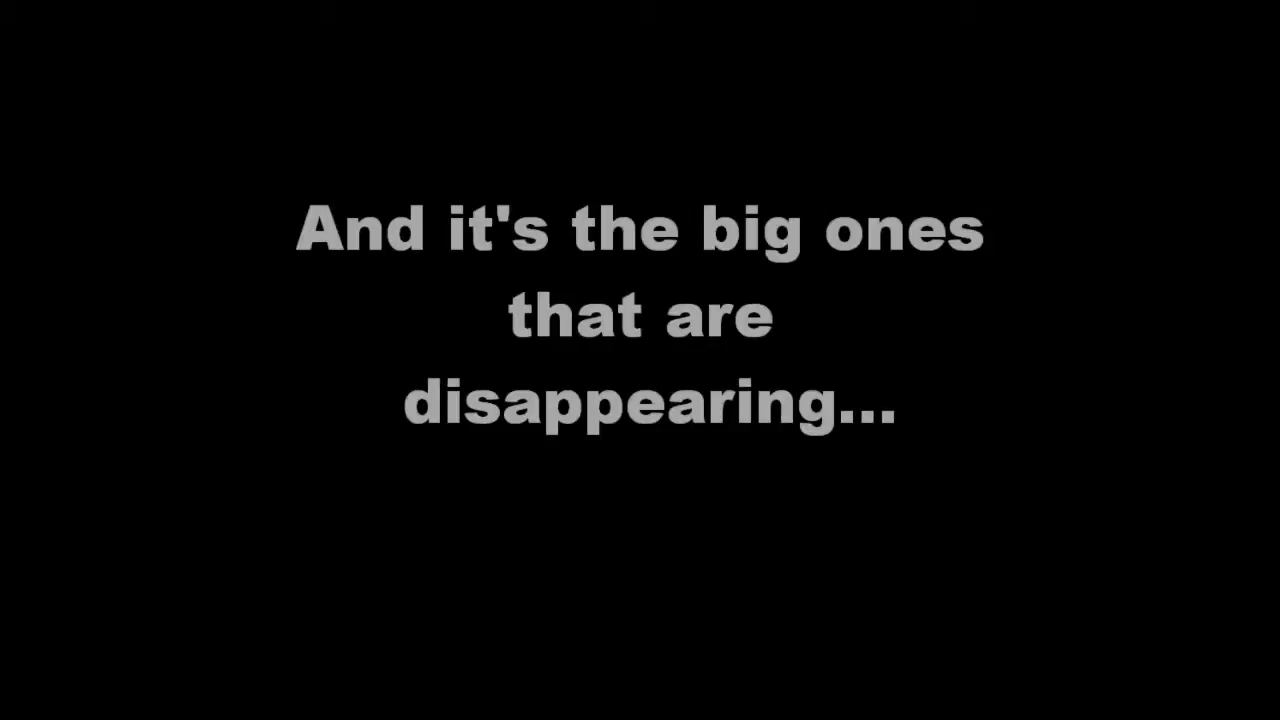 And it's the big ones
that are
disappearing...